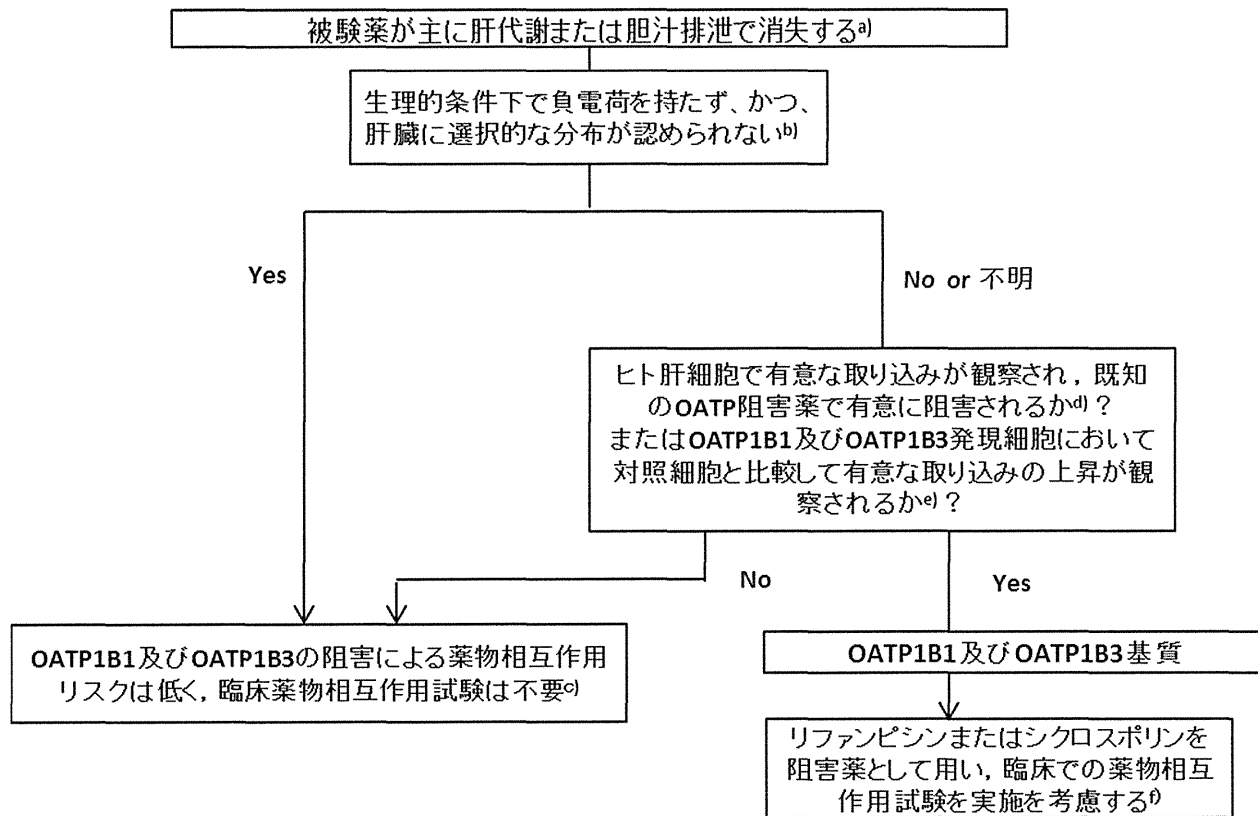 被験薬が主に肝代謝または胆汁排泄で消失するa)
生理的条件下で負電荷を持たず、かつ、
肝臓に選択的な分布が認められないb)
Yes
No or 不明
ヒト肝細胞で有意な取り込みが観察され，既知
のOATP阻害薬で有意に阻害されるかd)？
またはOATP1B1及びOATP1B3発現細胞において
対照細胞と比較して有意な取り込みの上昇が観
察されるかe)？
No
Yes
OATP1B1及びOATP1B3の阻害による薬物相互作用
リスクは低く，臨床薬物相互作用試験は不要c)
OATP1B1及びOATP1B3基質
リファンピシンまたはシクロスポリンを
阻害薬として用い，臨床での薬物相互
作用試験を実施を考慮するf)